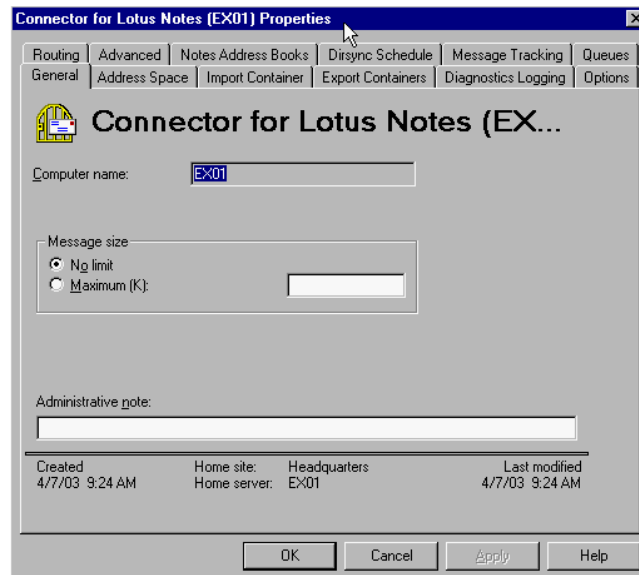 Connector for Lotus Notes (EX01) Properties
Routing Advanced Notes Address Books Dirsync Schedule Message Tracking Queues
General Address Space Import Container Export Containers Diagnostics Logging Options
Connector for Lotus Notes (EX...
Computer name: EX01
Message size
No limit
Maximum (K):
Administrative note:
Created Home site: Headquarters Last modified
4/7/03 9:24 AM Home server: EX01 4/7/03 9:24 AM
OK Cancel Apply Help